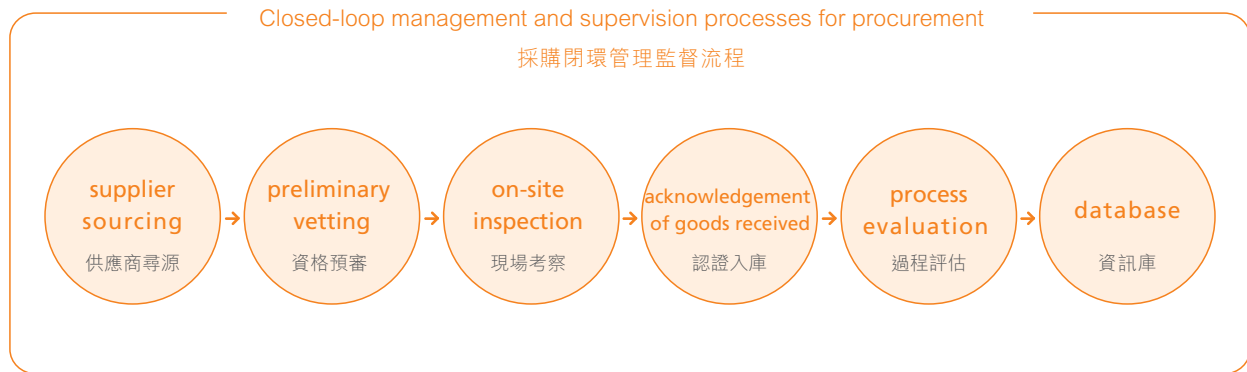 Closed-loop management and supervision processes for procurement
採購閉環管理監督流程
supplier
sourcing
供應商尋源
preliminary
vetting
資格預審
on-site
inspection
現場考察
acknowledgement
of goods received
認證入庫
process
evaluation
過程評估
database
資訊庫